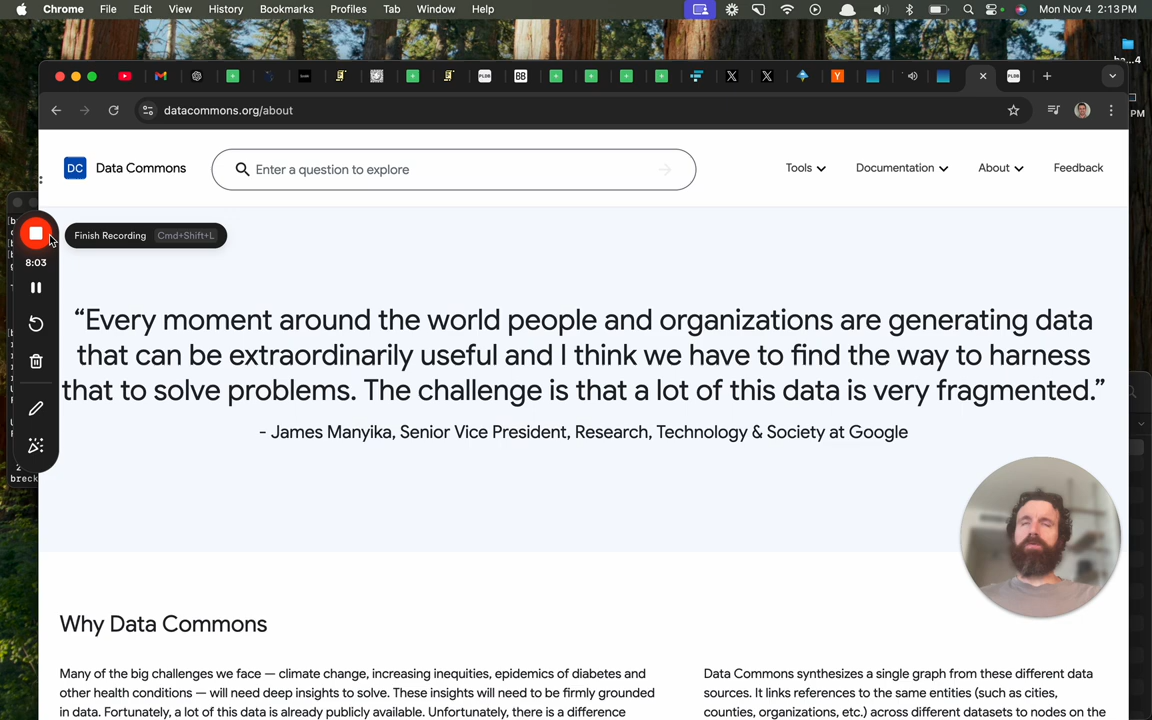 Chrome File Edit View History Bookmarks Profiles Tab Window Help Mon Nov 4 2:13 PM
...4
PM
datacommons.org/about
DC Data Commons Enter a question to explore Tools Documentation About Feedback
Finish Recording Cmd+Shift+L
8:03
“Every moment around the world people and organizations are generating data
that can be extraordinarily useful and I think we have to find the way to harness
that to solve problems. The challenge is that a lot of this data is very fragmented.”
- James Manyika, Senior Vice President, Research, Technology & Society at Google
breck
Why Data Commons
Many of the big challenges we face — climate change, increasing inequities, epidemics of diabetes and
other health conditions — will need deep insights to solve. These insights will need to be firmly grounded
in data. Fortunately, a lot of this data is already publicly available. Unfortunately, there is a difference
Data Commons synthesizes a single graph from these different data
sources. It links references to the same entities (such as cities,
counties, organizations, etc.) across different datasets to nodes on the